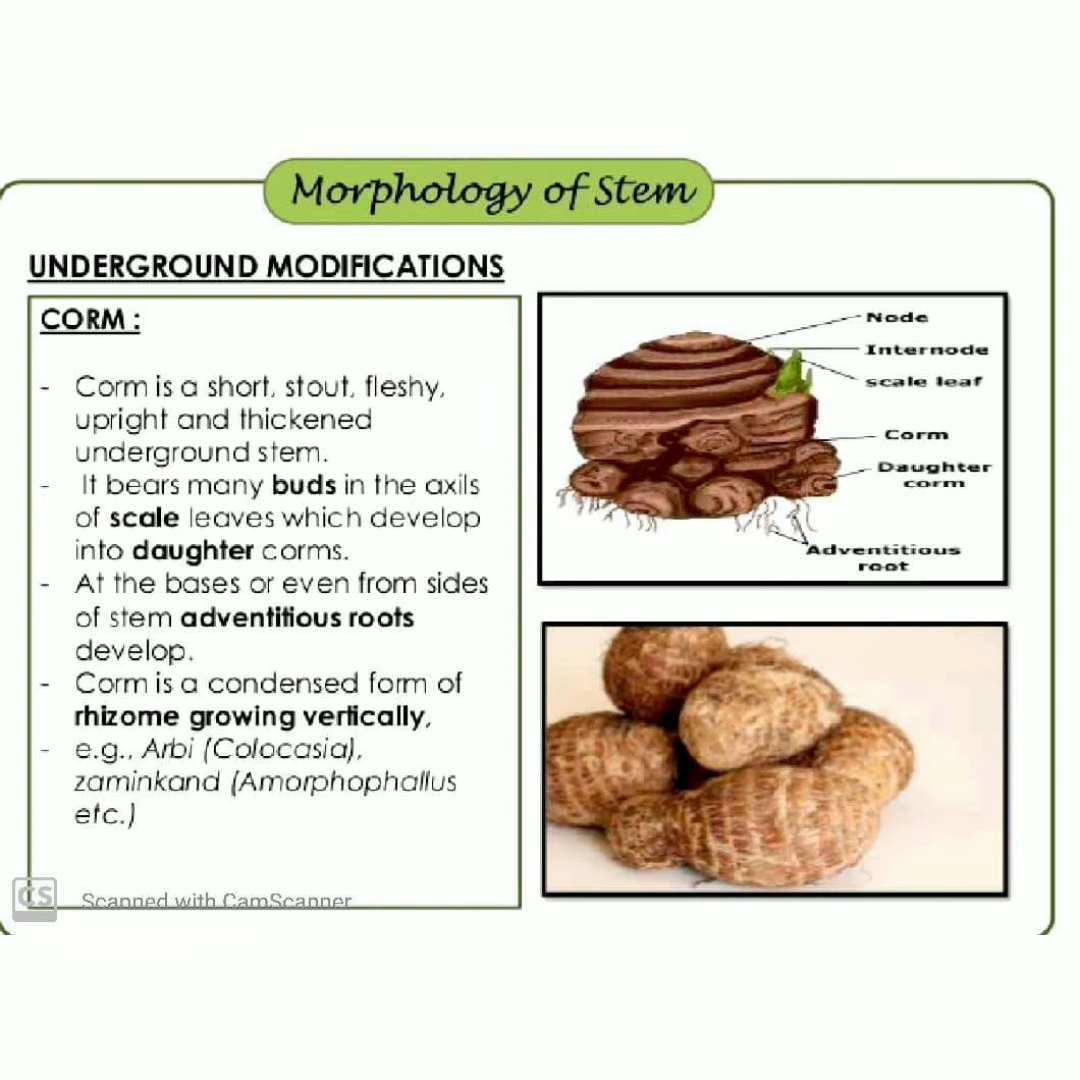 Morphology of Stem
UNDERGROUND MODIFICATIONS
CORM :
- Corm is a short, stout, fleshy,
upright and thickened
underground stem.
- It bears many buds in the axils
of scale leaves which develop
into daughter corms.
- At the bases or even from sides
of stem adventitious roots
develop.
- Corm is a condensed form of
rhizome growing vertically,
- e.g., Arbi (Colocasia),
zaminkand (Amorphophallus
etc.)
Node
Internode
scale leaf
Corm
Daughter
corm
Adventitious
root
CS Scanned with CamScanner